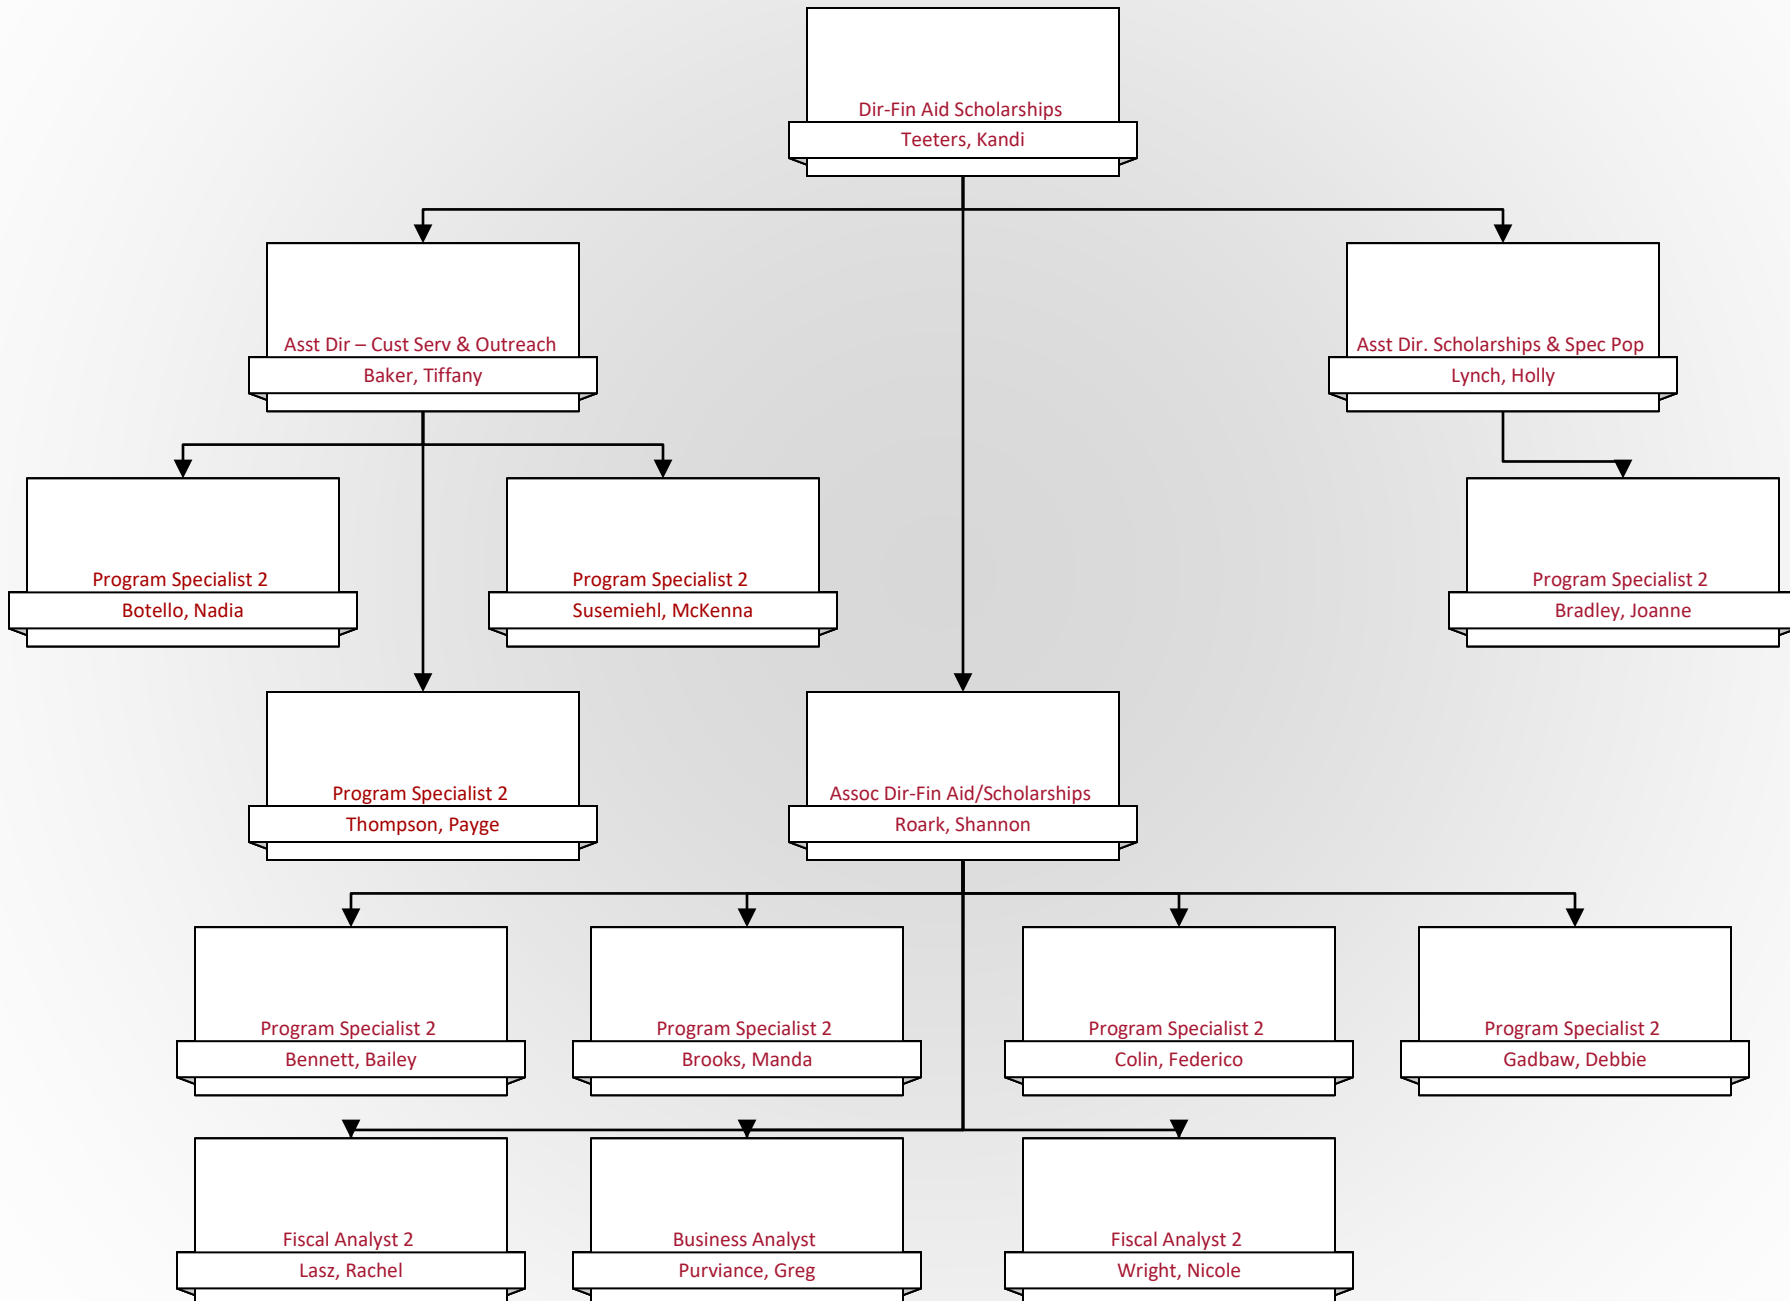 Dir-Fin Aid Scholarships
Teeters, Kandi
Asst Dir – Cust Serv & Outreach
Baker, Tiffany
Asst Dir. Scholarships & Spec Pop
Lynch, Holly
Program Specialist 2
Botello, Nadia
Program Specialist 2
Susemiehl, McKenna
Program Specialist 2
Bradley, Joanne
Program Specialist 2
Thompson, Payge
Assoc Dir-Fin Aid/Scholarships
Roark, Shannon
Program Specialist 2
Bennett, Bailey
Program Specialist 2
Brooks, Manda
Program Specialist 2
Colin, Federico
Program Specialist 2
Gadbaw, Debbie
Fiscal Analyst 2
Lasz, Rachel
Business Analyst
Purviance, Greg
Fiscal Analyst 2
Wright, Nicole